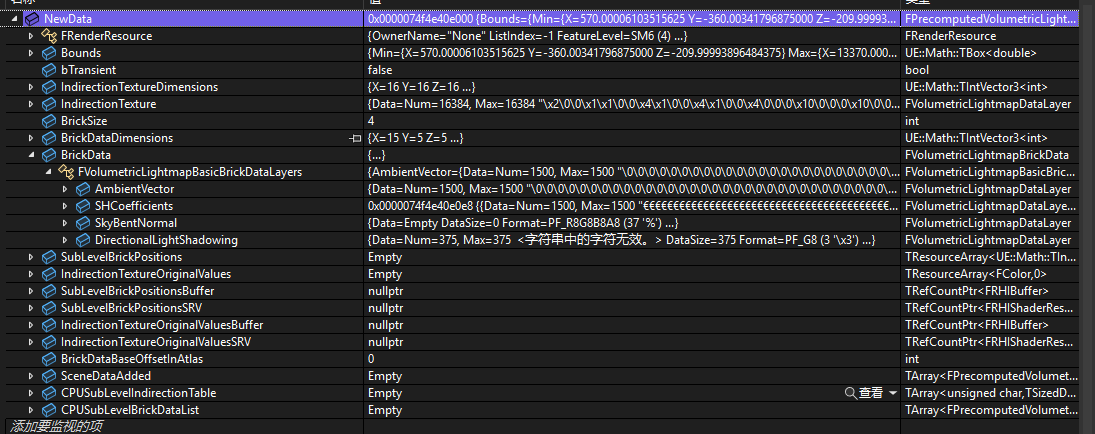 NewData 0x0000074f4e40e000 {Bounds={Min={X=570.00006103515625 Y=-360.00341796875000 Z=-209.99993... FPrecomputedVolumetricLight...
FRenderResource {OwnerName="None" ListIndex=-1 FeatureLevel=SM6 (4) ...} FRenderResource
Bounds {Min={X=570.00006103515625 Y=-360.00341796875000 Z=-209.99993896484375} Max={X=13370.000... UE::Math::TBox<double>
bTransient false bool
IndirectionTextureDimensions {X=16 Y=16 Z=16 ...} UE::Math::TIntVector3<int>
IndirectionTexture {Data=Num=16384, Max=16384 "\x2\0\0\x1\x1\0\0\x4\x1\0\0\x4\x1\0\0\x4\0\0\0\x10\0\0\0\x10\0\0... FVolumetricLightmapDataLayer
BrickSize 4 int
BrickDataDimensions {X=15 Y=5 Z=5 ...} UE::Math::TIntVector3<int>
BrickData {...} FVolumetricLightmapBrickData
FVolumetricLightmapBasicBrickDataLayers {AmbientVector={Data=Num=1500, Max=1500 "\0\0\0\0\0\0\0\0\0\0\0\0\0\0\0\0\0\0\0\0\0\0\0... FVolumetricLightmapBasicBric...
AmbientVector {Data=Num=1500, Max=1500 "\0\0\0\0\0\0\0\0\0\0\0\0\0\0\0\0\0\0\0\0\0\0\0\0\0\0\0\0\0\0... FVolumetricLightmapDataLayer
SHCoefficients 0x0000074f4e40e0e8 {{Data=Num=1500, Max=1500 "€€€€€€€€€€€€€€€€€€€€€€€€€€€€€€€€€€€€... FVolumetricLightmapDataLayer
SkyBentNormal {Data=Empty DataSize=0 Format=PF_R8G8B8A8 (37 '%') ...} FVolumetricLightmapDataLayer
DirectionalLightShadowing {Data=Num=375, Max=375 <字符串中的字符无效。> DataSize=375 Format=PF_G8 (3 '\x3') ...} FVolumetricLightmapDataLayer
SubLevelBrickPositions Empty TResourceArray<UE::Math::TIn...
IndirectionTextureOriginalValues Empty TResourceArray<FColor,0>
SubLevelBrickPositionsBuffer nullptr TRefCountPtr<FRHIBuffer>
SubLevelBrickPositionsSRV nullptr TRefCountPtr<FRHIShaderRes...
IndirectionTextureOriginalValuesBuffer nullptr TRefCountPtr<FRHIBuffer>
IndirectionTextureOriginalValuesSRV nullptr TRefCountPtr<FRHIShaderRes...
BrickDataBaseOffsetInAtlas 0 int
SceneDataAdded Empty TArray<FPrecomputedVolumet...
CPUSubLevelIndirectionTable Empty 查看 TArray<unsigned char,TSizedD...
CPUSubLevelBrickDataList Empty TArray<FPrecomputedVolumet...
添加要监视的项